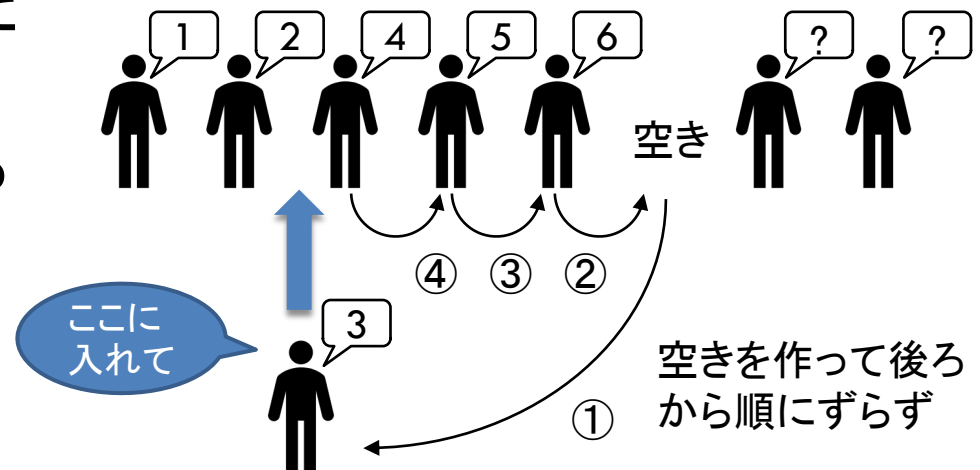 1 2 4 5 6 ? ?
空き
④ ③ ②
3
ここに
入れて
①
空きを作って後ろ
から順にずらず